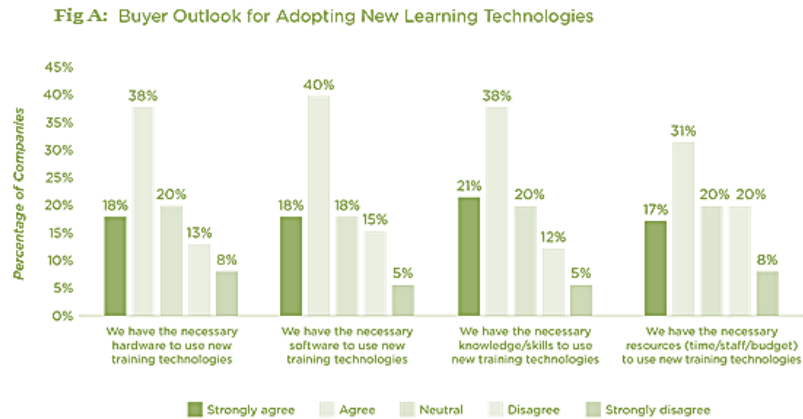 Fig A: Buyer Outlook for Adopting New Learning Technologies
Percentage of Companies
45%
40%
35%
30%
25%
20%
15%
10%
5%
0%
18% 38% 20% 13% 8%
18% 40% 18% 15% 5%
21% 38% 20% 12% 5%
17% 31% 20% 20% 8%
We have the necessary
hardware to use new
training technologies
We have the necessary
software to use new
training technologies
We have the necessary
knowledge/skills to use
new training technologies
We have the necessary
resources (time/staff/budget)
to use new training technologies
Strongly agree Agree Neutral Disagree Strongly disagree